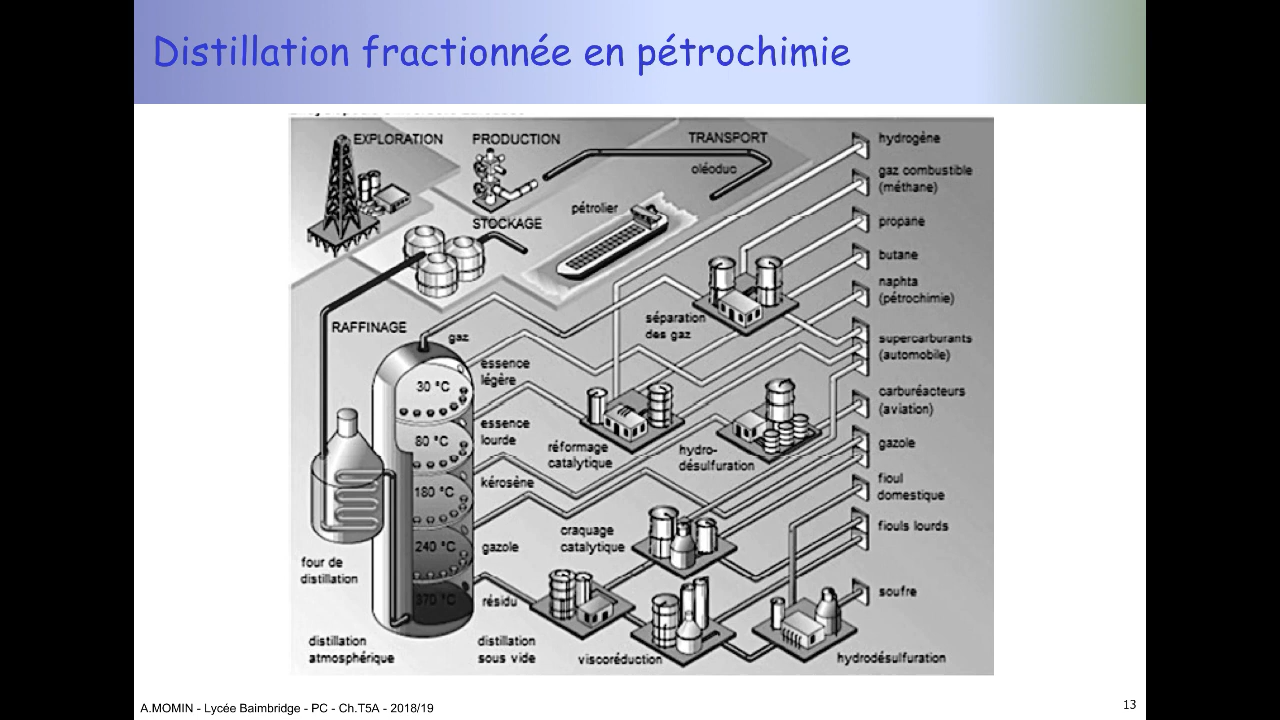 Distillation fractionnée en pétrochimie
EXPLORATION
PRODUCTION
TRANSPORT
oléoduc
pétrolier
STOCKAGE
RAFFINAGE
hydrogène
gaz combustible
(méthane)
propane
butane
naphta
(pétrochimie)
supercarburants
(automobile)
carburéacteurs
(aviation)
gazole
fioul
domestique
fiouls lourds
soufre
séparation
des gaz
gaz
essence
légère
30 °C
essence
lourde
80 °C
réformage
catalytique
hydro-
désulfuration
kérosène
180 °C
craquage
catalytique
gazole
240 °C
four de
distillation
370 °C
résidu
distillation
atmosphérique
distillation
sous vide
viscoréduction
hydrodésulfuration
A.MOMIN - Lycée Baimbridge - PC - Ch.T5A - 2018/19
13